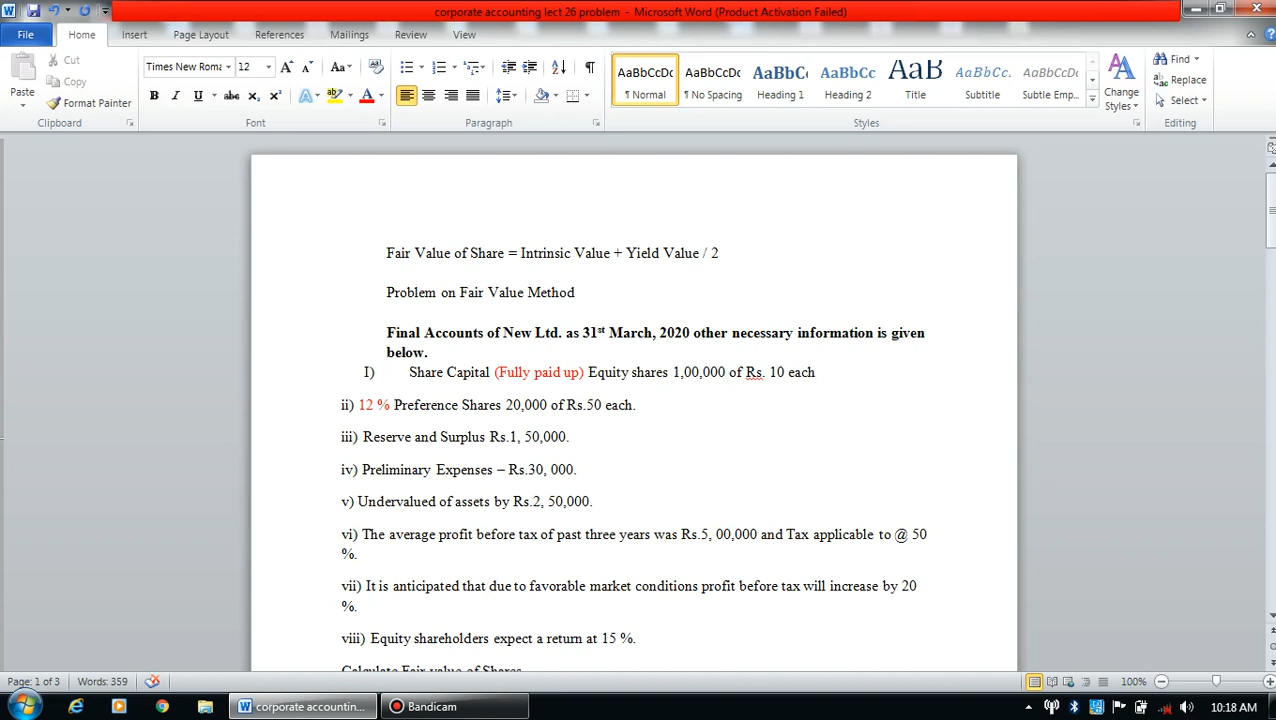 corporate accounting lect 26 problem - Microsoft Word (Product Activation Failed)
File Home Insert Page Layout References Mailings Review View
Paste Cut Copy Format Painter
Times New Roma 12
AaBbCcDc ¶ Normal AaBbCcDc ¶ No Spacing AaBbCc Heading 1 AaBbCc Heading 2 AaB Title AaBbCc. Subtitle AaBbCcDc Subtle Emp...
Change Styles
Find Replace Select
Clipboard Font Paragraph Styles Editing
Fair Value of Share = Intrinsic Value + Yield Value / 2
Problem on Fair Value Method
Final Accounts of New Ltd. as 31st March, 2020 other necessary information is given
below.
I) Share Capital (Fully paid up) Equity shares 1,00,000 of Rs. 10 each
ii) 12 % Preference Shares 20,000 of Rs.50 each.
iii) Reserve and Surplus Rs.1, 50,000.
iv) Preliminary Expenses – Rs.30, 000.
v) Undervalued of assets by Rs.2, 50,000.
vi) The average profit before tax of past three years was Rs.5, 00,000 and Tax applicable to @ 50
%.
vii) It is anticipated that due to favorable market conditions profit before tax will increase by 20
%.
viii) Equity shareholders expect a return at 15 %.
Calculate Fair value of Shares
Page: 1 of 3 Words: 359 100%
corporate accountin... Bandicam 10:18 AM